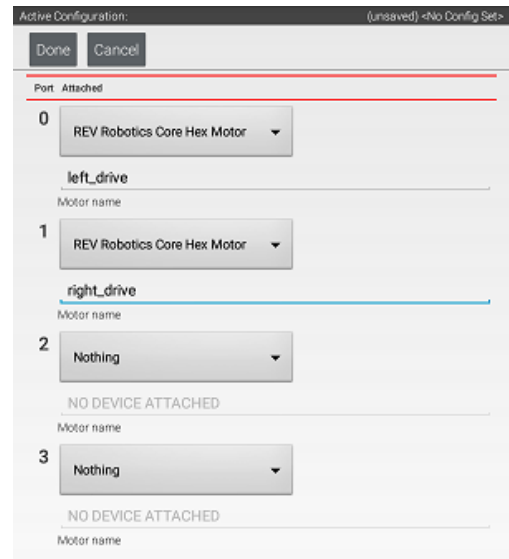 Active Configuration: (unsaved) <No Config Set>
Done Cancel
Port Attached
0 REV Robotics Core Hex Motor
left_drive
Motor name
1 REV Robotics Core Hex Motor
right_drive
Motor name
2 Nothing
NO DEVICE ATTACHED
Motor name
3 Nothing
NO DEVICE ATTACHED
Motor name